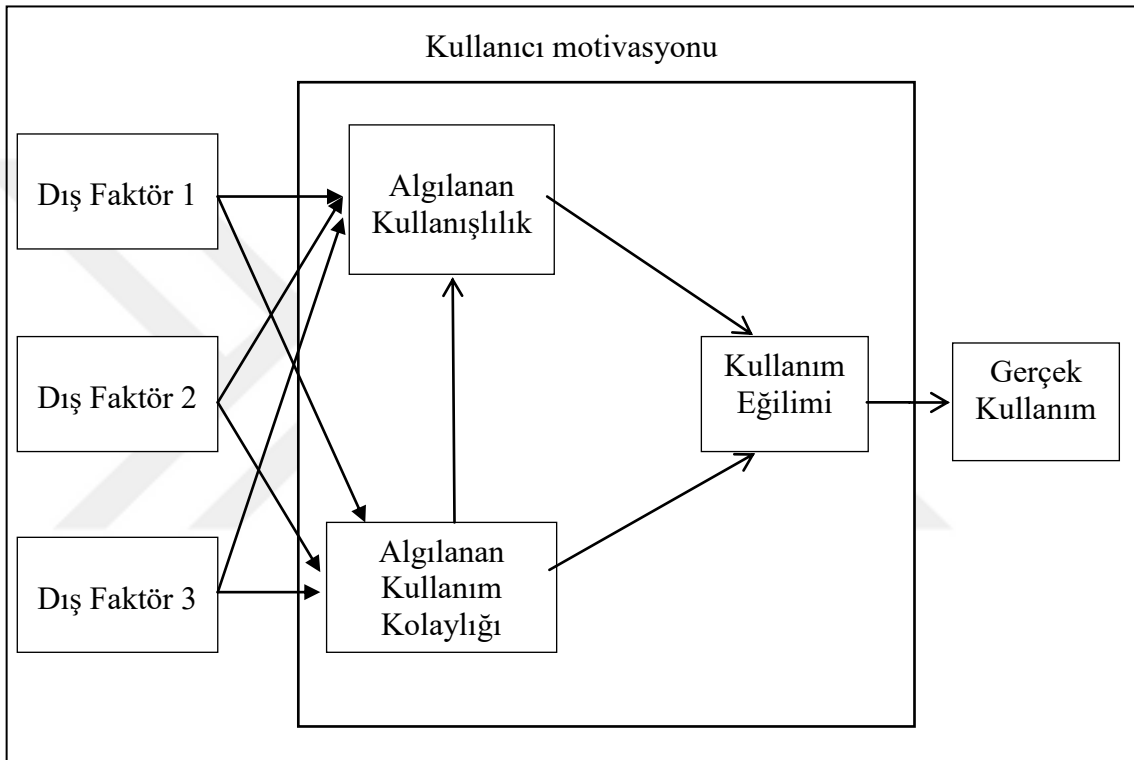 Kullanıcı motivasyonu
Dış Faktör 1
Algılanan
Kullanışlılık
Dış Faktör 2
Kullanım
Eğilimi
Gerçek
Kullanım
Dış Faktör 3
Algılanan
Kullanım
Kolaylığı